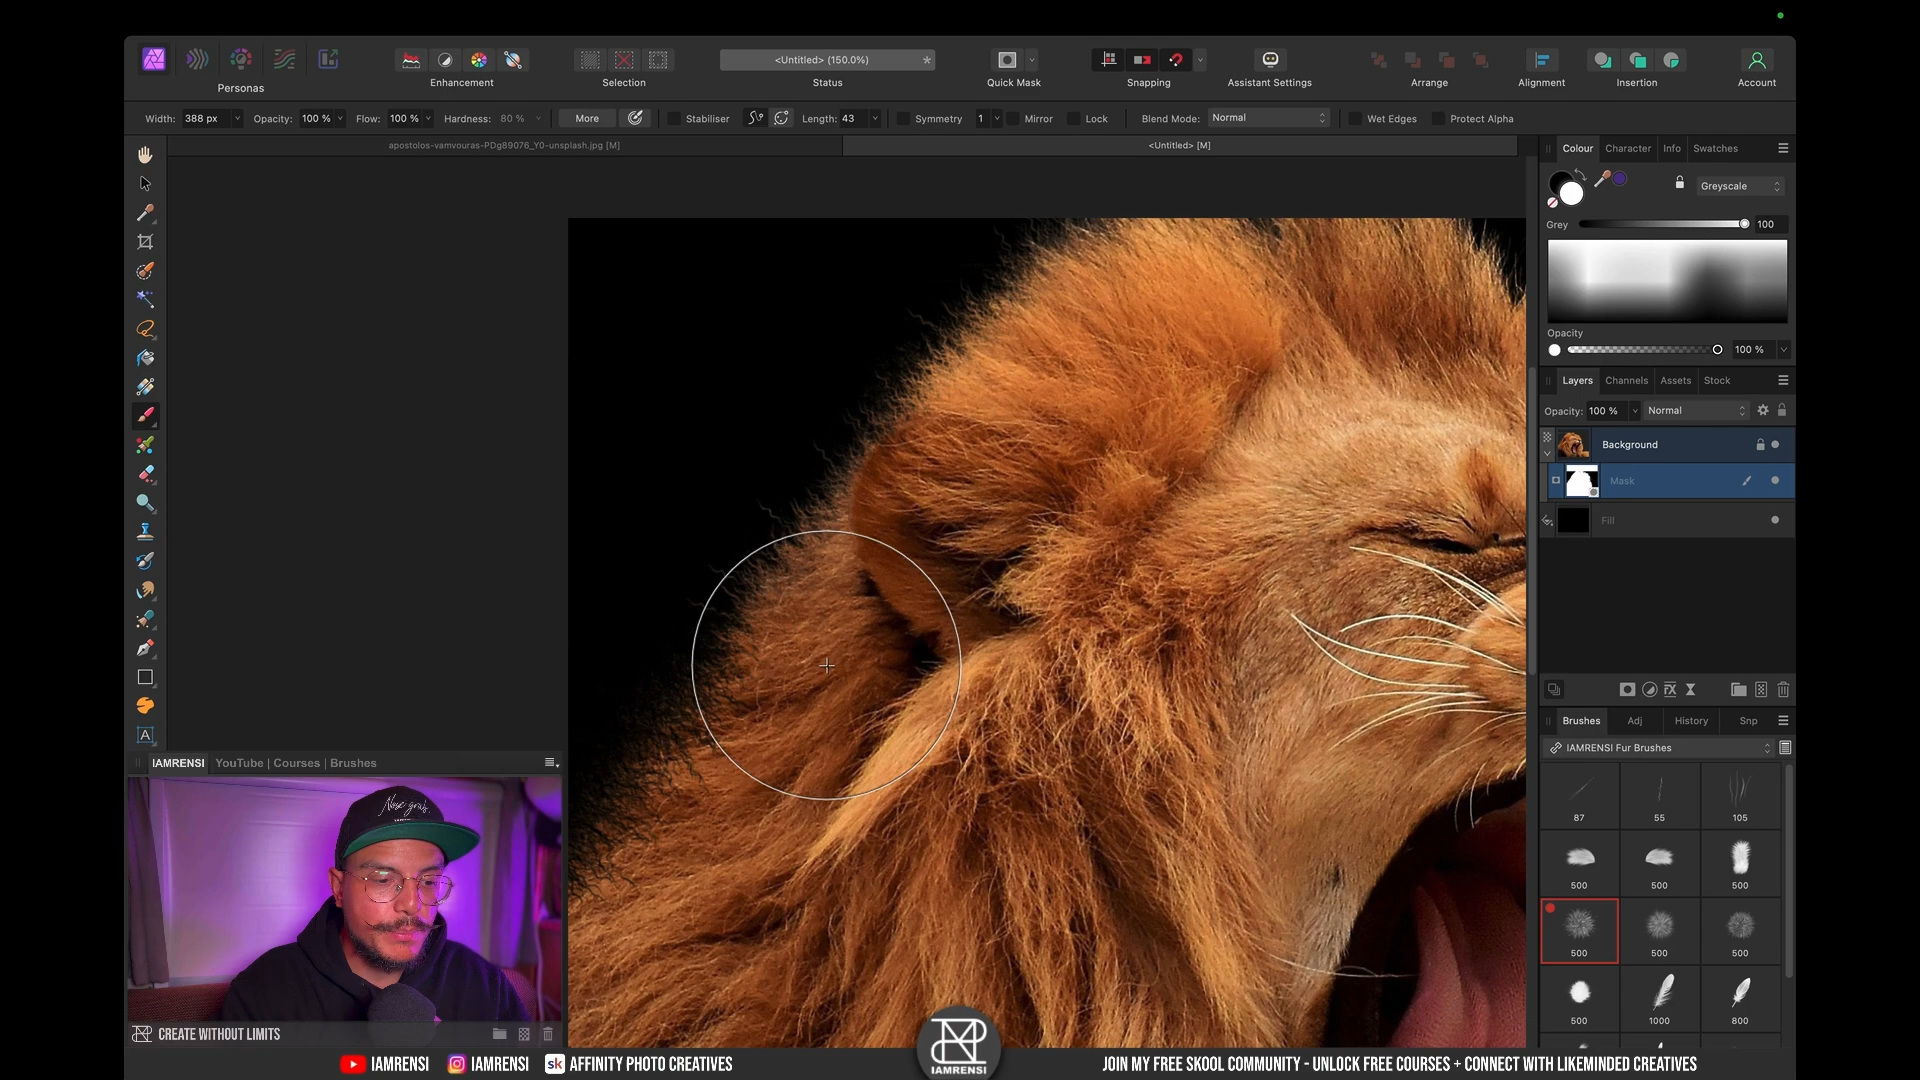 Personas
Enhancement
Selection
<Untitled> (150.0%)
*
Status
Quick Mask
Snapping
Assistant Settings
Arrange
Alignment
Insertion
Account
Width: 388 px
Opacity: 100 %
Flow: 100 %
Hardness: 80 %
More
Stabiliser
Length: 43
Symmetry
1
Mirror
Lock
Blend Mode: Normal
Wet Edges
Protect Alpha
apostolos-vamvouras-PDg89076_Y0-unsplash.jpg [M]
<Untitled> [M]
Colour Character Info Swatches
Greyscale
Grey 100
Opacity
100 %
Layers Channels Assets Stock
Opacity: 100 % Normal
Background
Mask
Fill
Brushes Adj History Snp
IAMRENSI Fur Brushes
87 55 105
500 500 500
500 500 500
500 1000 800
A
IAMRENSI YouTube | Courses | Brushes
CREATE WITHOUT LIMITS
IAMRENSI
IAMRENSI
sk AFFINITY PHOTO CREATIVES
IAMRENSI
JOIN MY FREE SKOOL COMMUNITY - UNLOCK FREE COURSES + CONNECT WITH LIKEMINDED CREATIVES